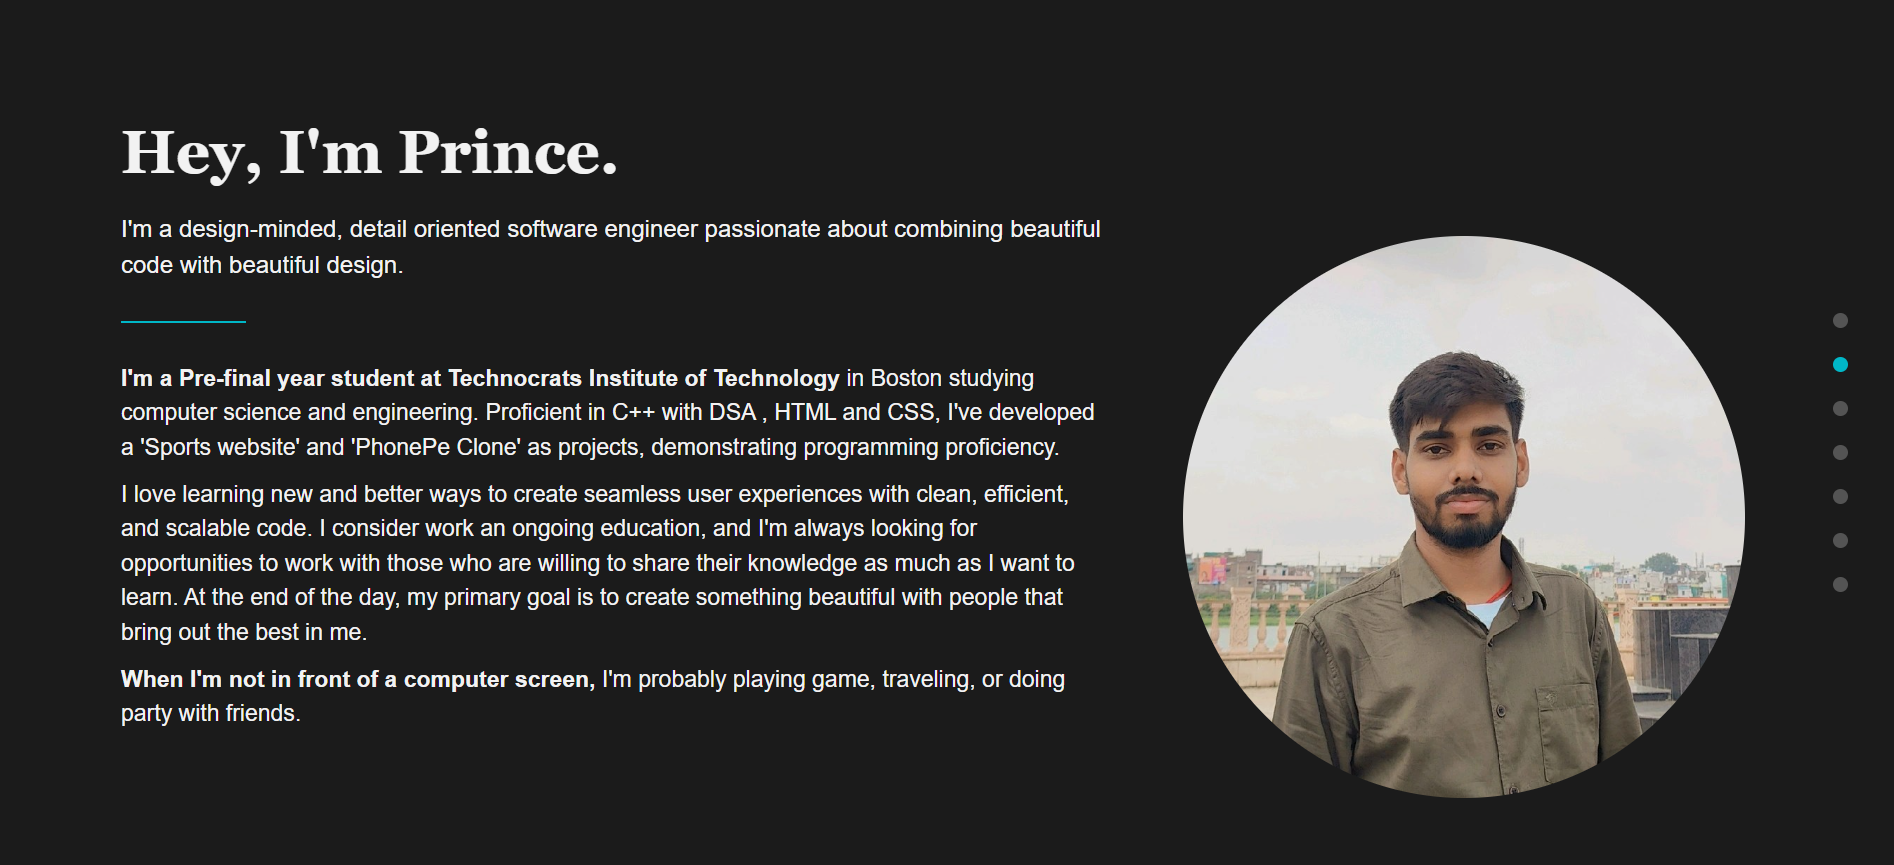 Hey, I'm Prince.
I'm a design-minded, detail oriented software engineer passionate about combining beautiful
code with beautiful design.
I'm a Pre-final year student at Technocrats Institute of Technology in Boston studying
computer science and engineering. Proficient in C++ with DSA , HTML and CSS, I've developed
a 'Sports website' and 'PhonePe Clone' as projects, demonstrating programming proficiency.
I love learning new and better ways to create seamless user experiences with clean, efficient,
and scalable code. I consider work an ongoing education, and I'm always looking for
opportunities to work with those who are willing to share their knowledge as much as I want to
learn. At the end of the day, my primary goal is to create something beautiful with people that
bring out the best in me.
When I'm not in front of a computer screen, I'm probably playing game, traveling, or doing
party with friends.